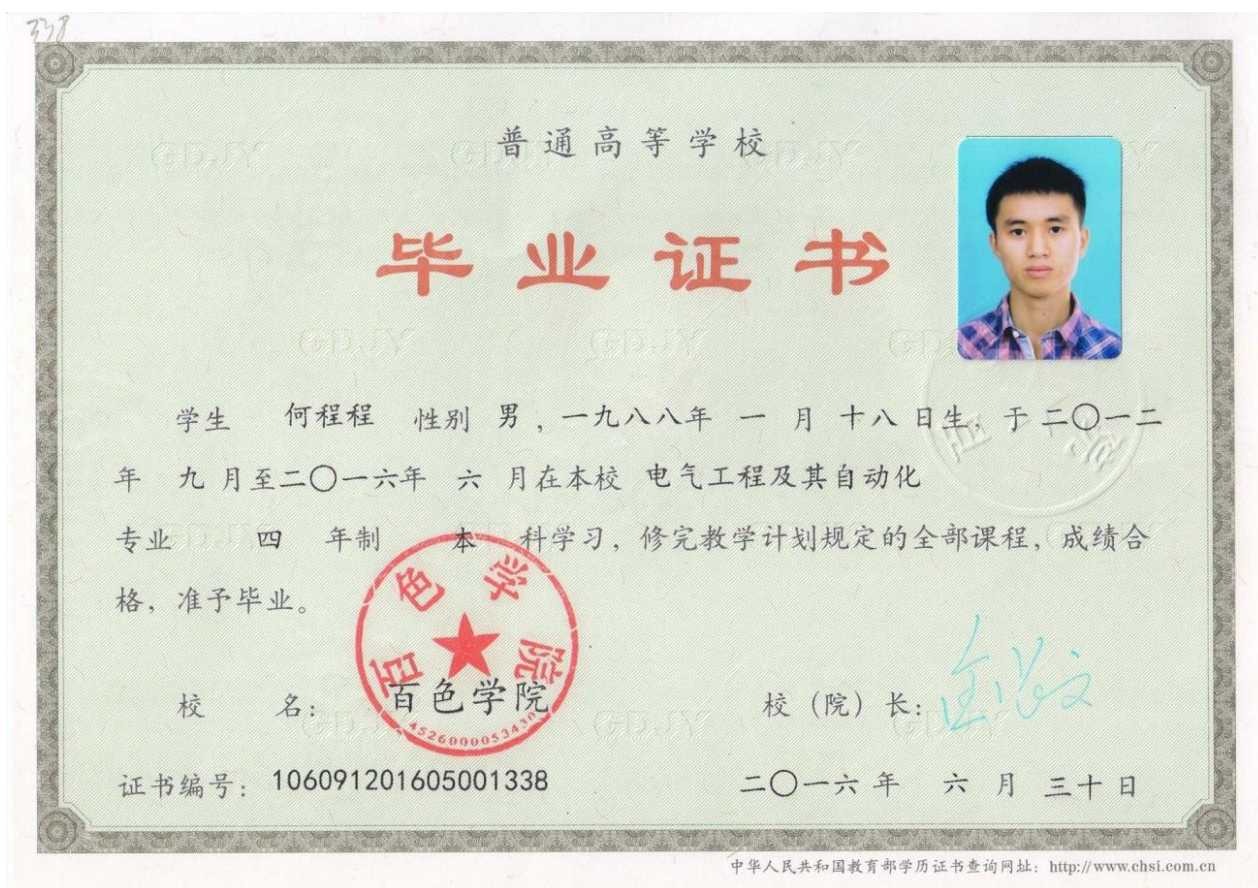 338
普通高等学校
毕业证书
学生 何程程 性别 男，一九八八年 一 月 十八 日生，于二〇一二
年 九 月至二〇一六年 六 月在本校 电气工程及其自动化
专业 四 年制 本 科学习，修完教学计划规定的全部课程，成绩合
格，准予毕业。
百色学院
校 名：百色学院
校（院）长：
证书编号：106091201605001338
二〇一六年 六 月 三十 日
中华人民共和国教育部学历证书查询网址：http://www.chsi.com.cn
GDJY